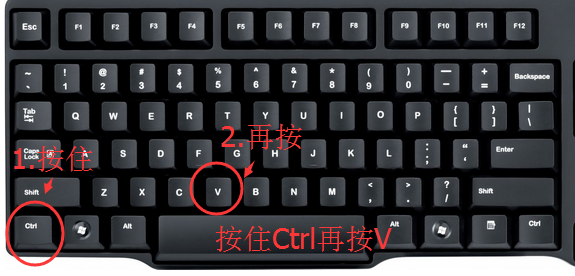 Esc F1 F2 F3 F4 F5 F6 F7 F8 F9 F10 F11 F12
~ ! @ # $ % ^ & * ( ) — +
` 1 2 3 4 5 6 7 8 9 0 - = Backspace
Tab Q W E R T Y U I O P { } |
[ ] \
Caps Lock A S D F G H J K L : “ Enter
; ‘
1.按住
2.再按
Shift Z X C V B N M < > ? Shift
, . /
Ctrl Alt Alt Ctrl
按住Ctrl再按V